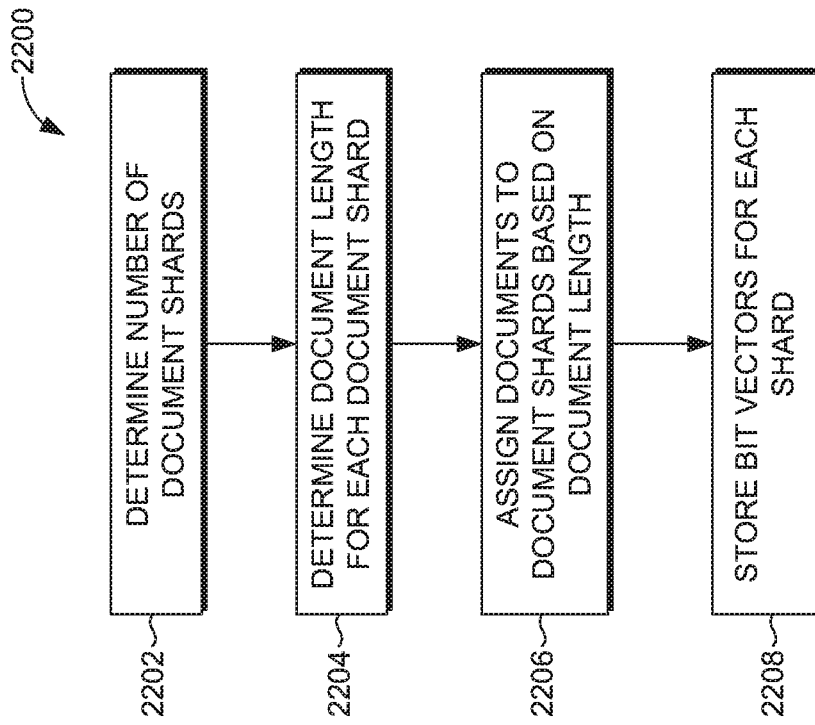 2200
2202
DETERMINE NUMBER OF
DOCUMENT SHARDS
2204
DETERMINE DOCUMENT LENGTH
FOR EACH DOCUMENT SHARD
2206
ASSIGN DOCUMENTS TO
DOCUMENT SHARDS BASED ON
DOCUMENT LENGTH
2208
STORE BIT VECTORS FOR EACH
SHARD